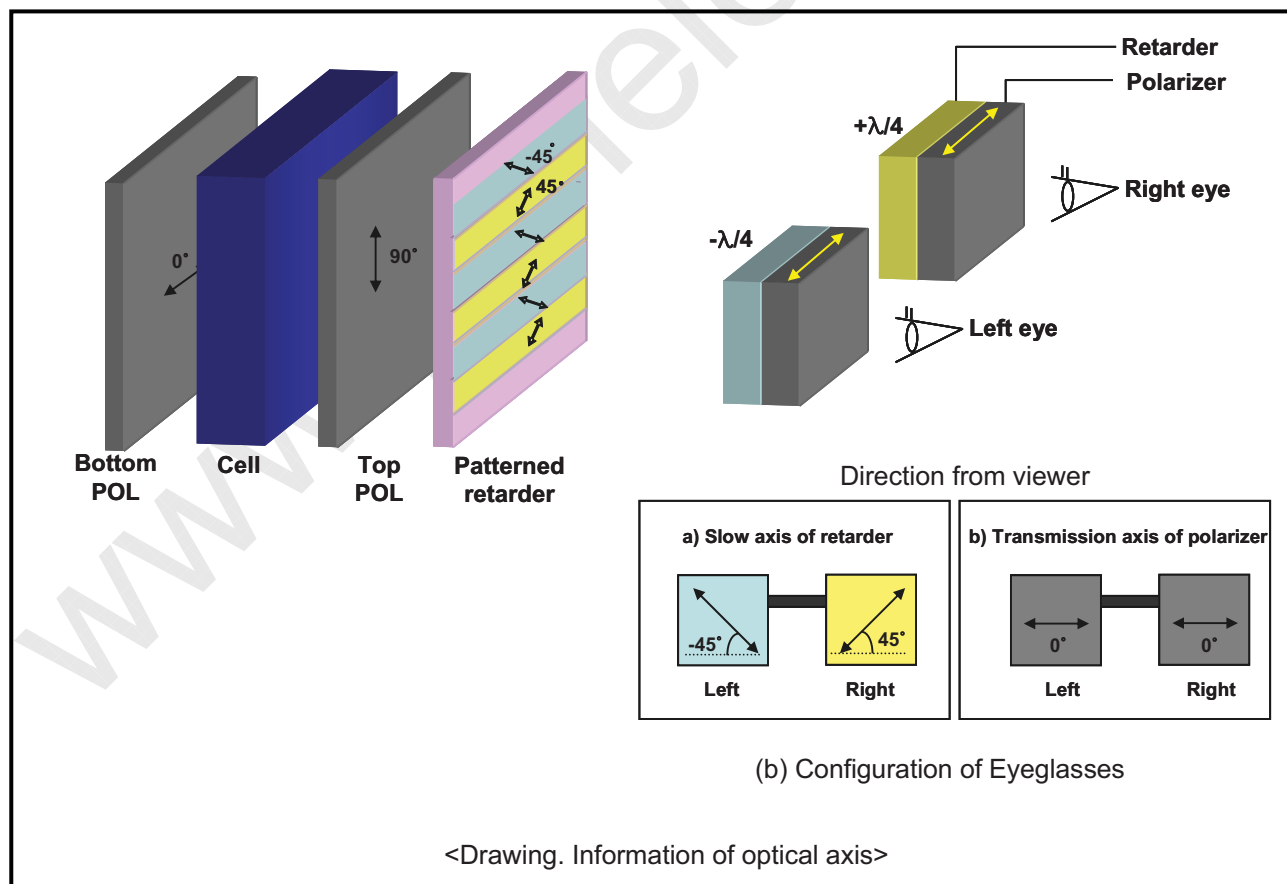 Retarder
Polarizer
+λ/4
-45°
45°
Right eye
0°
90°
-λ/4
Left eye
Bottom
POL
Cell
Top
POL
Patterned
retarder
Direction from viewer
a) Slow axis of retarder
-45°
45°
Left
Right
b) Transmission axis of polarizer
0°
0°
Left
Right
(b) Configuration of Eyeglasses
<Drawing. Information of optical axis>
www.